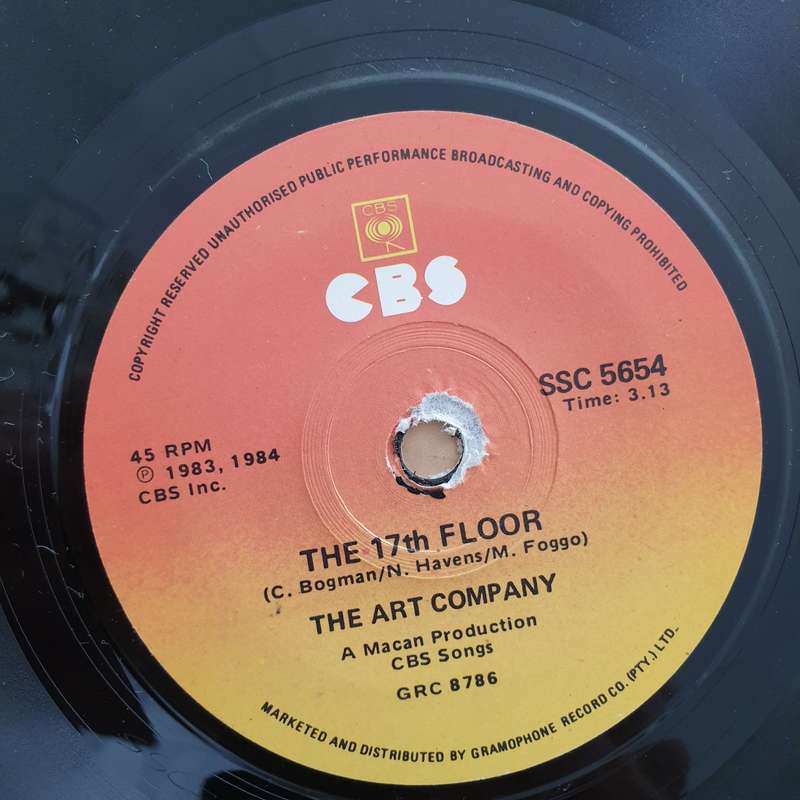 COPYRIGHT RESERVED UNAUTHORISED PUBLIC PERFORMANCE BROADCASTING AND COPYING PROHIBITED
CBS
CBS
SSC 5654
Time: 3.13
45 RPM
℗ 1983, 1984
CBS Inc.
THE 17th FLOOR
(C. Bogman/N. Havens/M. Foggo)
THE ART COMPANY
A Macan Production
CBS Songs
GRC 8786
MARKETED AND DISTRIBUTED BY GRAMOPHONE RECORD CO. (PTY.) LTD.